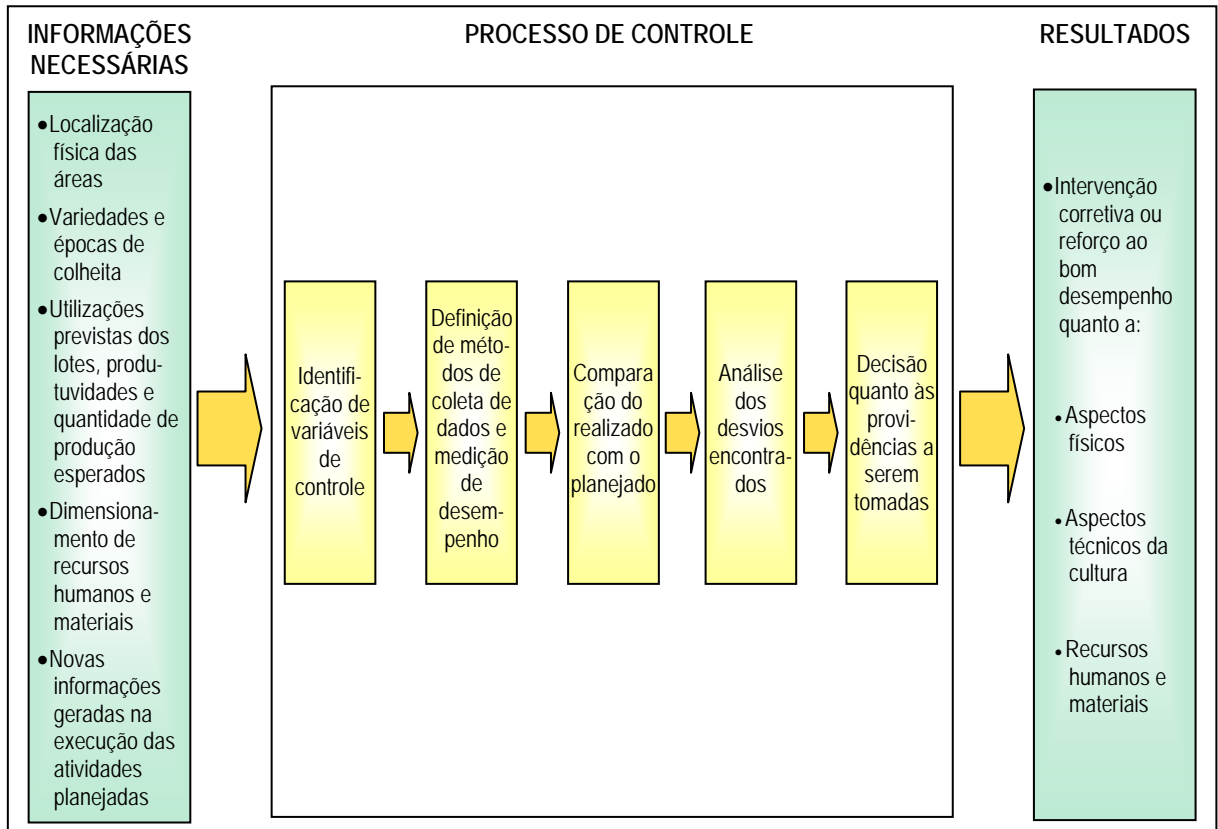 INFORMAÇÕES
NECESSÁRIAS
•Localização
física das
áreas
•Variedades e
épocas de
colheita
•Utilizações
previstas dos
lotes, produ-
tuvidades e
quantidade de
produção
esperados
•Dimensiona-
mento de
recursos
humanos e
materiais
•Novas
informações
geradas na
execução das
atividades
planejadas
PROCESSO DE CONTROLE
Identifi-
cação de
variáveis
de
controle
Definição
de méto-
dos de
coleta de
dados e
medição
de
desem-
penho
Compara
ção do
realizado
com o
planejado
Análise
dos
desvios
encontra-
dos
Decisão
quanto às
provi-
dências a
serem
tomadas
RESULTADOS
•Intervenção
corretiva ou
reforço ao
bom
desempenho
quanto a:
•Aspectos
físicos
•Aspectos
técnicos da
cultura
•Recursos
humanos e
materiais